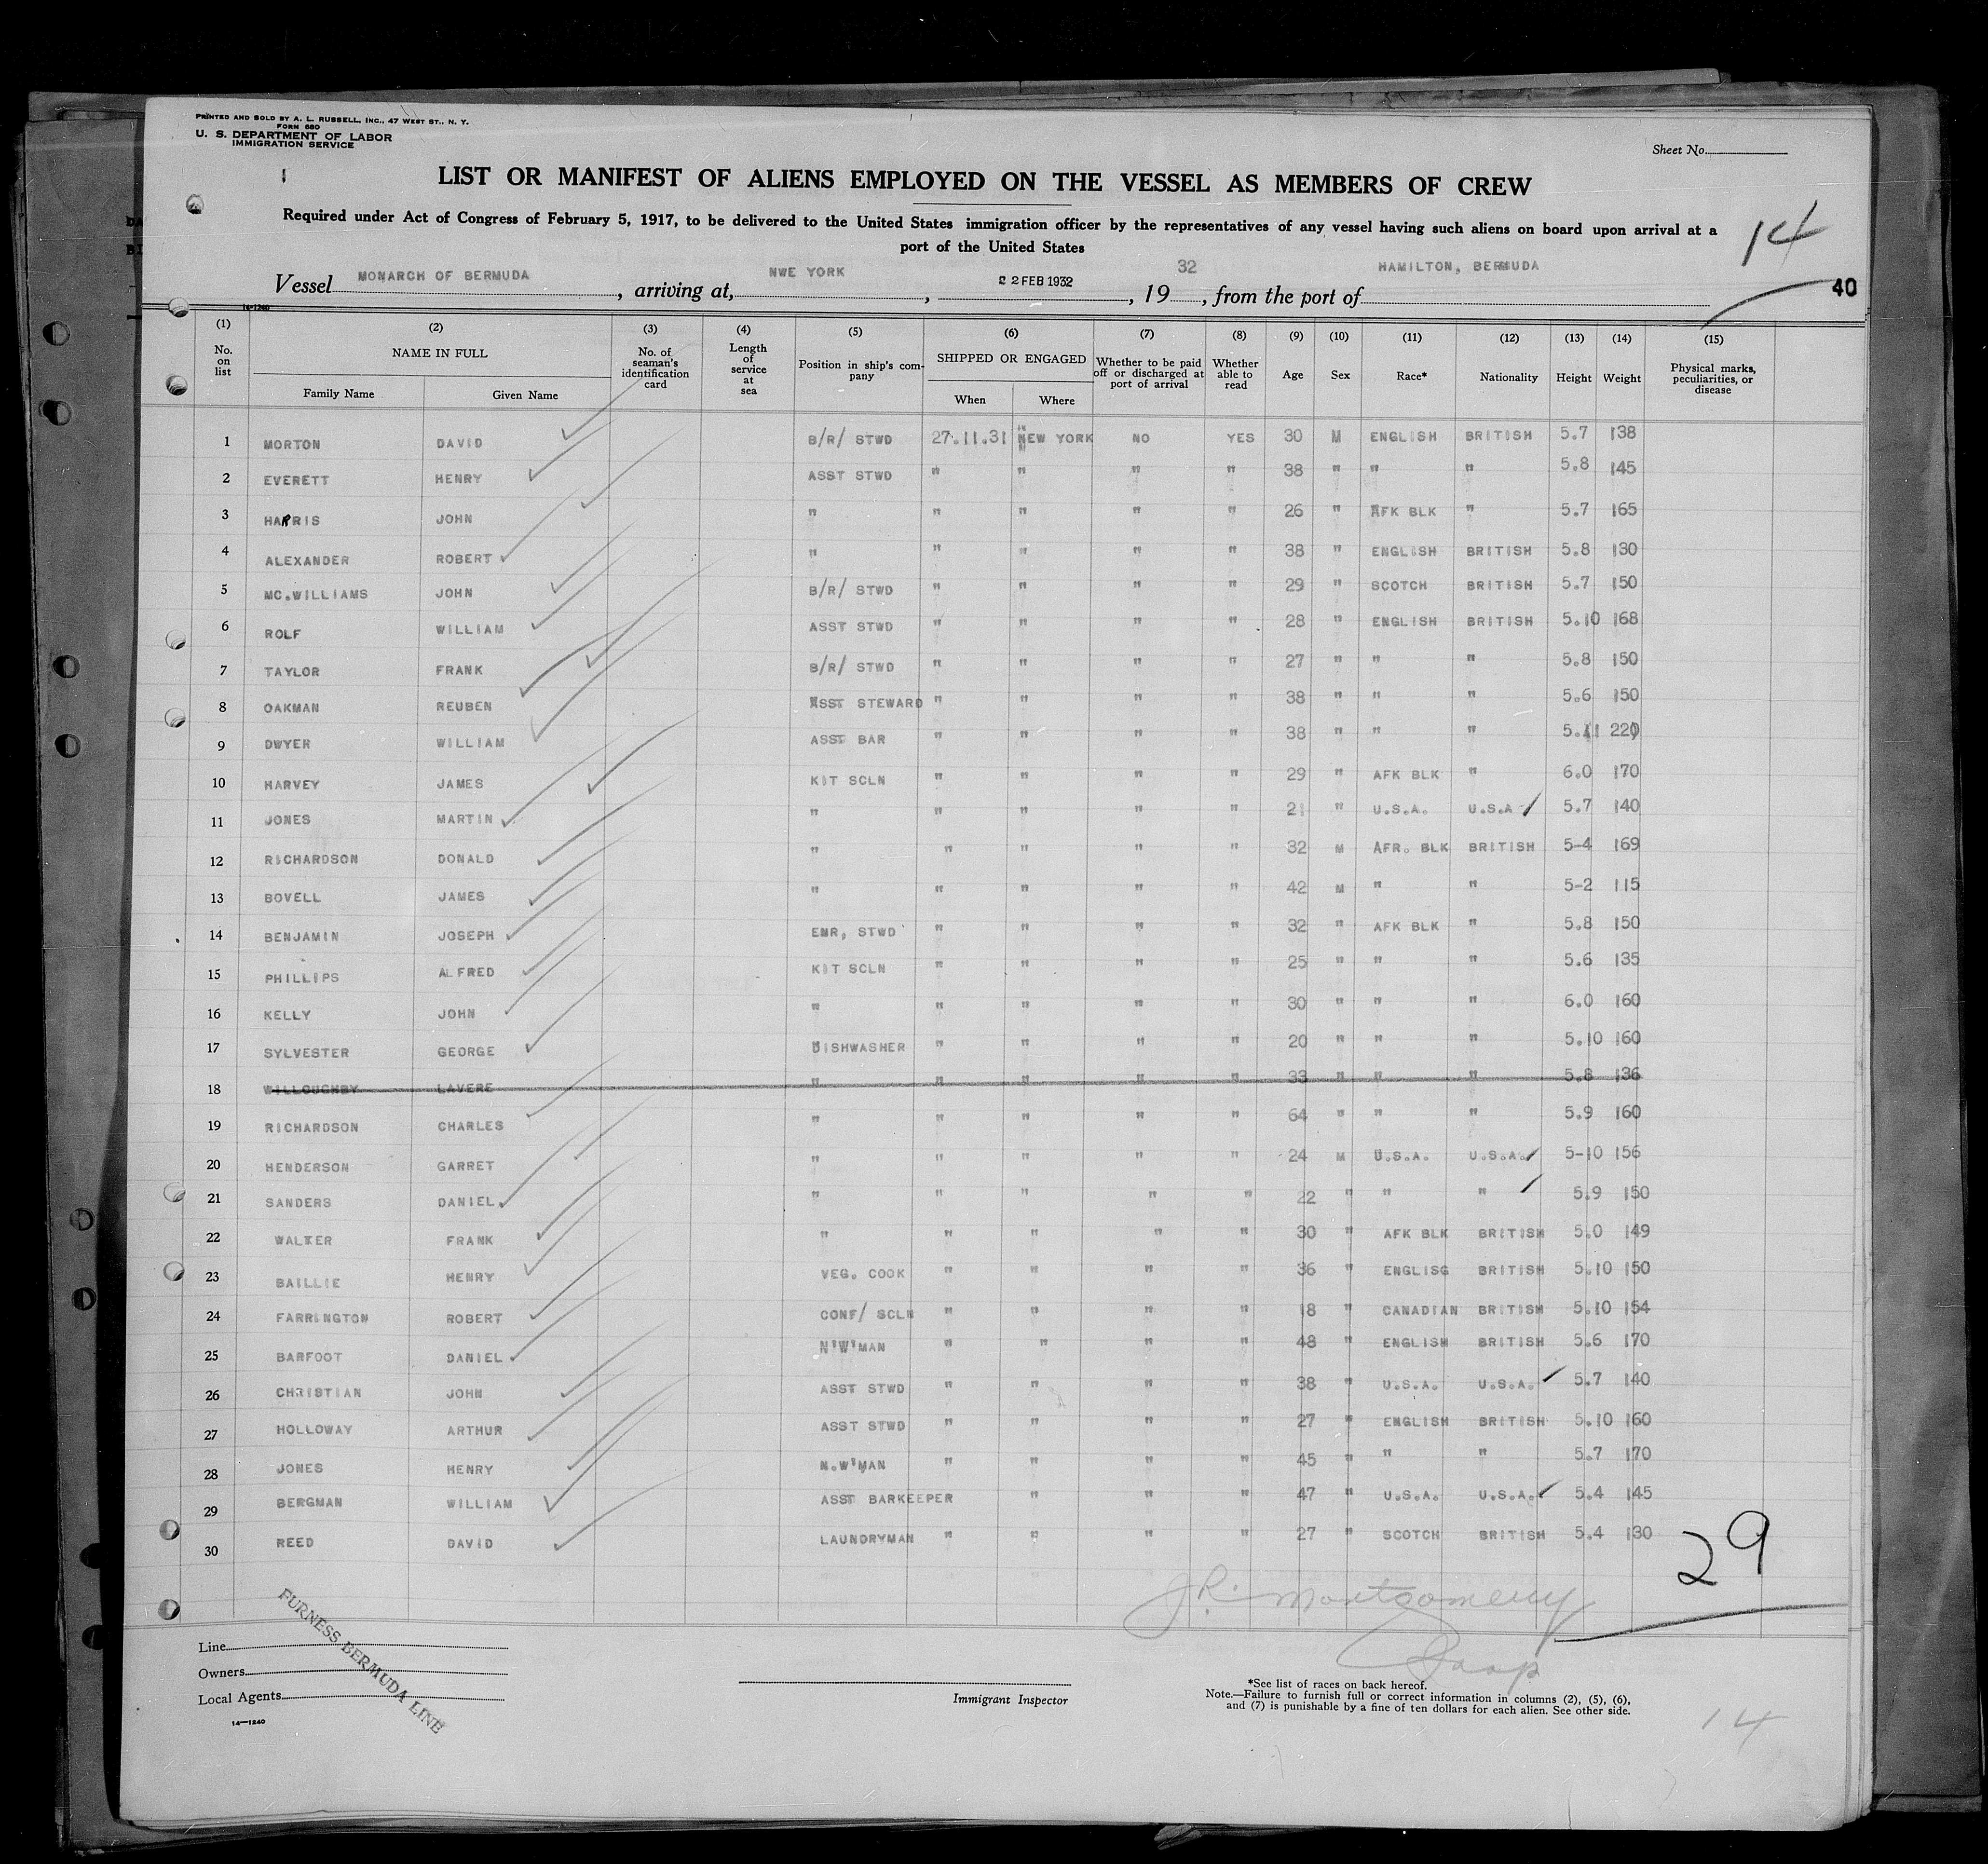 PRINTED AND SOLD BY A. L. RUSSELL, INC., 47 WEST ST., N. Y.
FORM 680
U. S. DEPARTMENT OF LABOR
IMMIGRATION SERVICE
Sheet No.
LIST OR MANIFEST OF ALIENS EMPLOYED ON THE VESSEL AS MEMBERS OF CREW
Required under Act of Congress of February 5, 1917, to be delivered to the United States immigration officer by the representatives of any vessel having such aliens on board upon arrival at a
port of the United States
14
Vessel MONARCH OF BERMUDA, arriving at, NWE YORK, 22 FEB 1932, 19 32, from the port of HAMILTON, BERMUDA
40
14-1240
(1) (2) (3) (4) (5) (6) (7) (8) (9) (10) (11) (12) (13) (14) (15)
No. on list NAME IN FULL Family Name Given Name No. of seaman's identification card Length of service at sea Position in ship's company SHIPPED OR ENGAGED When Where Whether to be paid off or discharged at port of arrival Whether able to read Age Sex Race* Nationality Height Weight Physical marks, peculiarities, or disease
1 MORTON DAVID B/R/ STWD 27.11.31 NEW YORK NO YES 30 M ENGLISH BRITISH 5.7 138
2 EVERETT HENRY ASST STWD " " " " 38 " " " 5.8 145
3 HARRIS JOHN " " " " " 26 " AFK BLK " 5.7 165
4 ALEXANDER ROBERT " " " " " 38 " ENGLISH BRITISH 5.8 130
5 MC.WILLIAMS JOHN B/R/ STWD " " " " 29 " SCOTCH BRITISH 5.7 150
6 ROLF WILLIAM ASST STWD " " " " 28 " ENGLISH BRITISH 5.10 168
7 TAYLOR FRANK B/R/ STWD " " " " 27 " " " 5.8 150
8 OAKMAN REUBEN ASST STEWARD " " " " 38 " " " 5.6 150
9 DWYER WILLIAM ASST BAR " " " " 38 " " " 5.11 220
10 HARVEY JAMES KIT SCLN " " " " 29 " AFK BLK " 6.0 170
11 JONES MARTIN " " " " " 21 " U.S.A. U.S.A 5.7 140
12 RICHARDSON DONALD " " " " " 32 M AFR. BLK BRITISH 5-4 169
13 BOVELL JAMES " " " " " 42 M " " 5-2 115
14 BENJAMIN JOSEPH ENR, STWD " " " " 32 " AFK BLK " 5.8 150
15 PHILLIPS ALFRED KIT SCLN " " " " 25 " " " 5.6 135
16 KELLY JOHN " " " " " 30 " " " 6.0 160
17 SYLVESTER GEORGE DISHWASHER " " " " 20 " " " 5.10 160
18 WILLOUGHBY LAVERE " " " " " 33 " " " 5.8 136
19 RICHARDSON CHARLES " " " " " 64 " " " 5.9 160
20 HENDERSON GARRET " " " " " 24 M U.S.A. U.S.A. 5-10 156
21 SANDERS DANIEL " " " " " 22 " " " 5.9 150
22 WALKER FRANK " " " " " 30 " AFK BLK BRITISH 5.0 149
23 BAILLIE HENRY VEG. COOK " " " " 36 " ENGLISG BRITISH 5.10 150
24 FARRINGTON ROBERT CONF/ SCLN " " " " 18 " CANADIAN BRITISH 5.10 154
25 BARFOOT DANIEL N'W'MAN " " " " 48 " ENGLISH BRITISH 5.6 170
26 CHRISTIAN JOHN ASST STWD " " " " 38 " U.S.A. U.S.A. 5.7 140
27 HOLLOWAY ARTHUR ASST STWD " " " " 27 " ENGLISH BRITISH 5.10 160
28 JONES HENRY N.W'MAN " " " " 45 " " " 5.7 170
29 BERGMAN WILLIAM ASST BARKEEPER " " " 47 " U.S.A. U.S.A. 5.4 145
30 REED DAVID LAUNDRYMAN " " " " 27 " SCOTCH BRITISH 5.4 130
29
J R. Montgomery
Line
Owners
Local Agents
FURNESS BERMUDA LINE
14—1240
Immigrant Inspector
*See list of races on back hereof.
Note.—Failure to furnish full or correct information in columns (2), (5), (6),
and (7) is punishable by a fine of ten dollars for each alien. See other side.
14